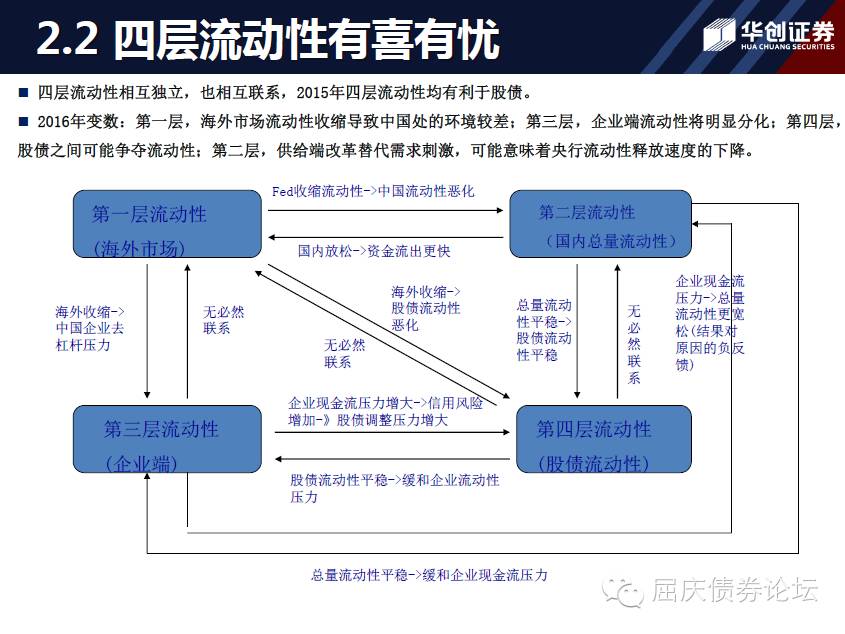 2.2 四层流动性有喜有忧
华创证券
HUA CHUANG SECURITIES
■ 四层流动性相互独立，也相互联系，2015年四层流动性均有利于股债。
■ 2016年变数：第一层，海外市场流动性收缩导致中国处的环境较差；第三层，企业端流动性将明显分化；第四层，
股债之间可能争夺流动性；第二层，供给端改革替代需求刺激，可能意味着央行流动性释放速度的下降。
第一层流动性
(海外市场)
Fed收缩流动性->中国流动性恶化
国内放松->资金流出更快
第二层流动性
（国内总量流动性）
海外收缩->
中国企业去
杠杆压力
无必然
联系
海外收缩->
股债流动性
恶化
无必然
联系
总量流动
性平稳->
股债流动
性平稳
无
必
然
联
系
企业现金流
压力->总量
流动性更宽
松(结果对
原因的负反
馈)
第三层流动性
(企业端)
企业现金流压力增大->信用风险
增加-》股债调整压力增大
股债流动性平稳->缓和企业流动性
压力
第四层流动性
(股债流动性)
总量流动性平稳->缓和企业现金流压力
屈庆债券论坛